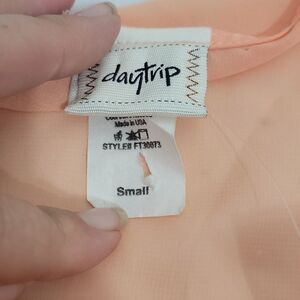 daytrip
Made in USA
STYLE# FT30073
Small